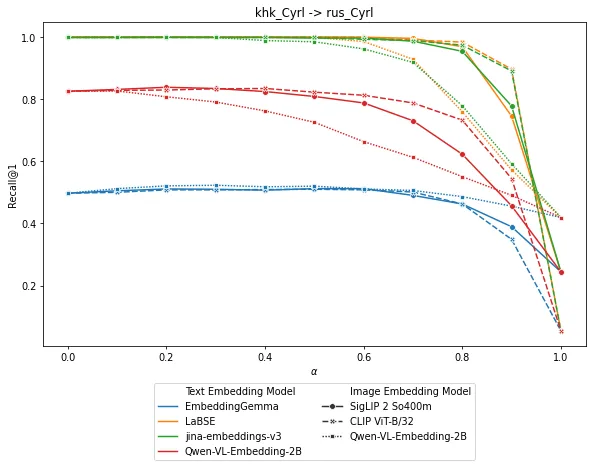 khk_Cyrl -> rus_Cyrl
Recall@1
1.0
0.8
0.6
0.4
0.2
0.0 0.2 0.4 0.6 0.8 1.0
α
Text Embedding Model Image Embedding Model
EmbeddingGemma SigLIP 2 So400m
LaBSE CLIP ViT-B/32
jina-embeddings-v3 Qwen-VL-Embedding-2B
Qwen-VL-Embedding-2B